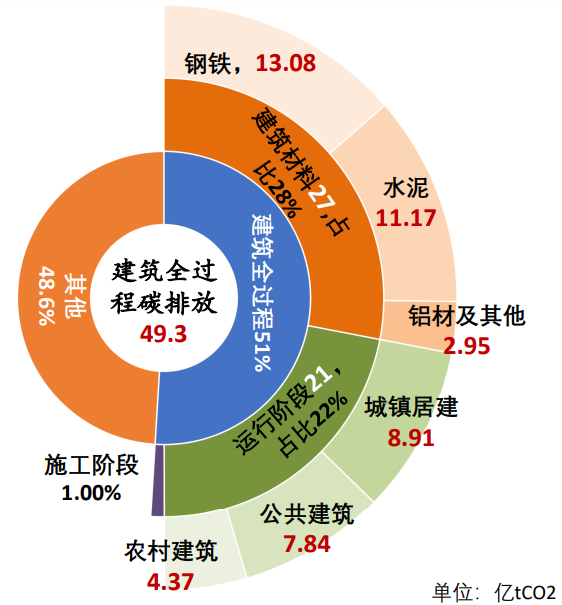 钢铁，13.08
建筑材料27,占
比28%
水泥
11.17
建筑全过程51%
其他
48.6%
建筑全过
程碳排放
49.3
铝材及其他
2.95
运行阶段21，
占比22%
城镇居建
8.91
施工阶段
1.00%
公共建筑
7.84
农村建筑
4.37
单位：亿tCO2